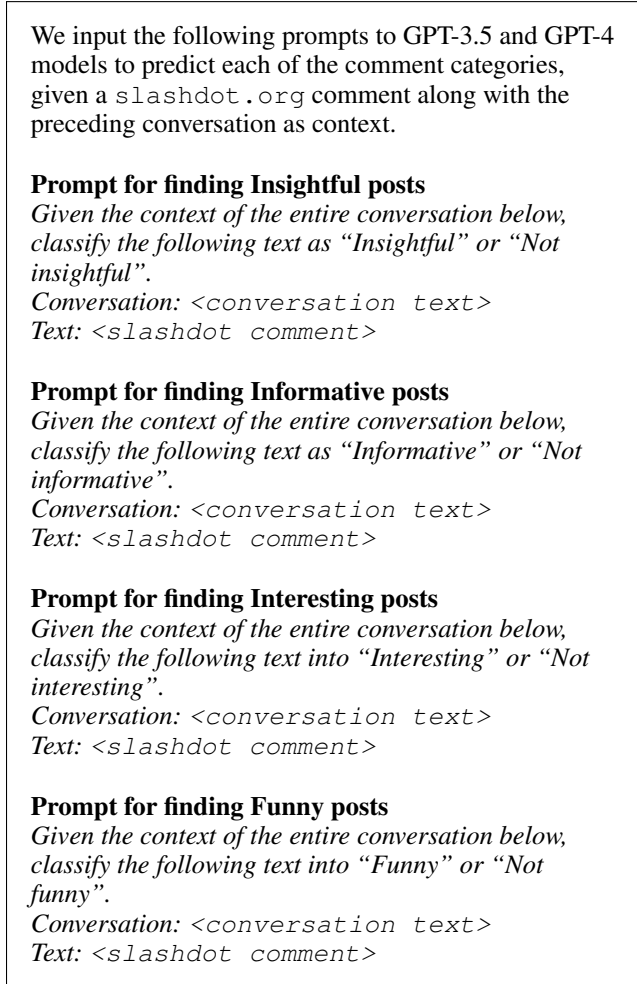 We input the following prompts to GPT-3.5 and GPT-4
models to predict each of the comment categories,
given a slashdot.org comment along with the
preceding conversation as context.
Prompt for finding Insightful posts
Given the context of the entire conversation below,
classify the following text as “Insightful” or “Not
insightful”.
Conversation: <conversation text>
Text: <slashdot comment>
Prompt for finding Informative posts
Given the context of the entire conversation below,
classify the following text as “Informative” or “Not
informative”.
Conversation: <conversation text>
Text: <slashdot comment>
Prompt for finding Interesting posts
Given the context of the entire conversation below,
classify the following text into “Interesting” or “Not
interesting”.
Conversation: <conversation text>
Text: <slashdot comment>
Prompt for finding Funny posts
Given the context of the entire conversation below,
classify the following text into “Funny” or “Not
funny”.
Conversation: <conversation text>
Text: <slashdot comment>